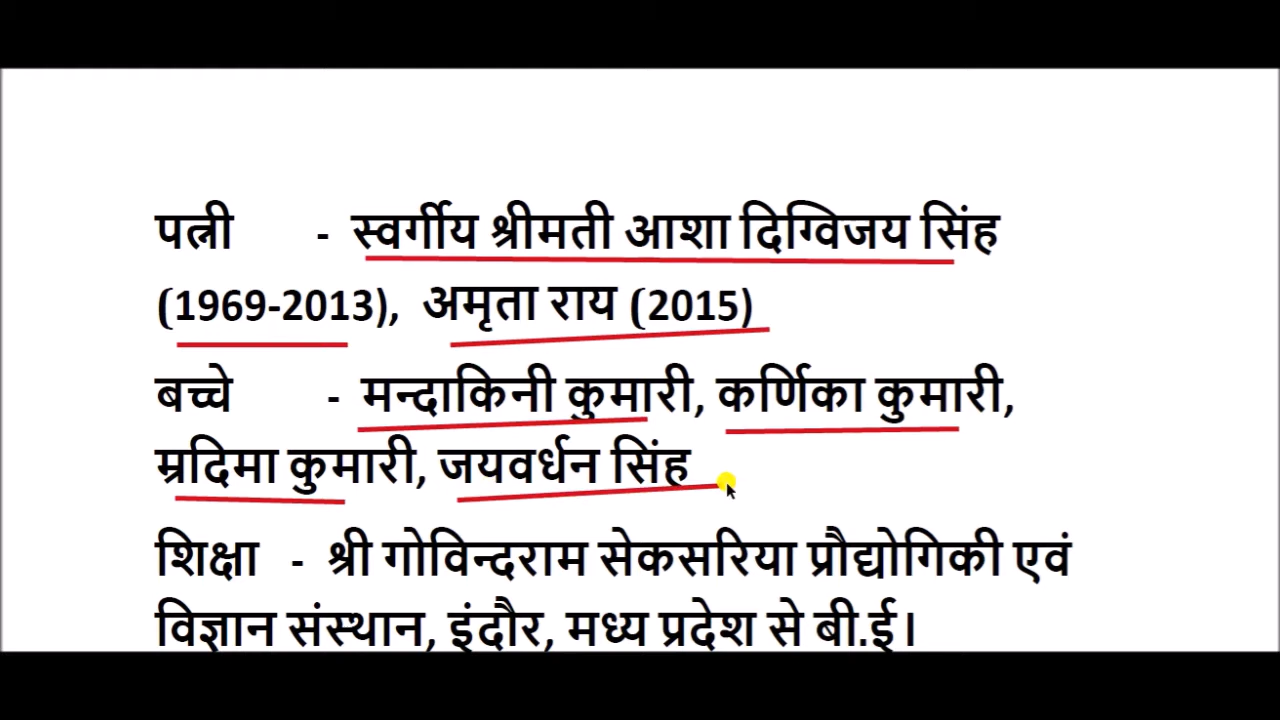 पत्नी - स्वर्गीय श्रीमती आशा दिग्विजय सिंह
(1969-2013), अमृता राय (2015)
बच्चे - मन्दाकिनी कुमारी, कर्णिका कुमारी,
म्रदिमा कुमारी, जयवर्धन सिंह
शिक्षा - श्री गोविन्दराम सेकसरिया प्रौद्योगिकी एवं
विज्ञान संस्थान, इंदौर, मध्य प्रदेश से बी.ई।